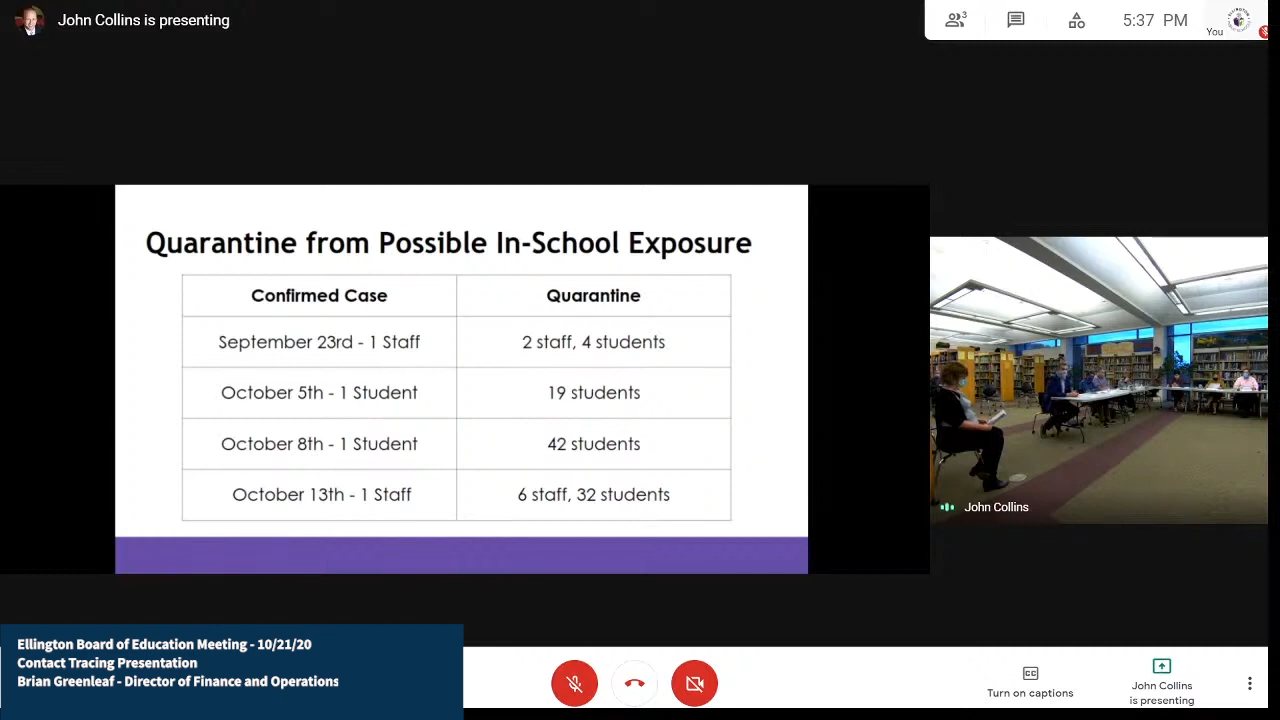 John Collins is presenting
3
5:37 PM
You
Quarantine from Possible In-School Exposure
Confirmed Case Quarantine
September 23rd - 1 Staff 2 staff, 4 students
October 5th - 1 Student 19 students
October 8th - 1 Student 42 students
October 13th - 1 Staff 6 staff, 32 students
John Collins
Ellington Board of Education Meeting - 10/21/20
Contact Tracing Presentation
Brian Greenleaf - Director of Finance and Operations
CC
Turn on captions
John Collins
is presenting